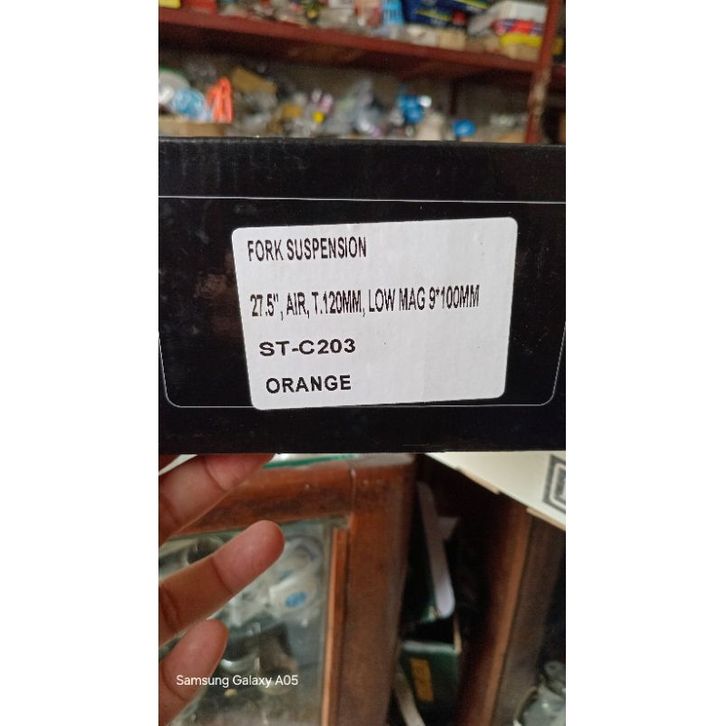 FORK SUSPENSION
27.5", AIR, T.120MM, LOW MAG 9*100MM
ST-C203
ORANGE
Samsung Galaxy A05